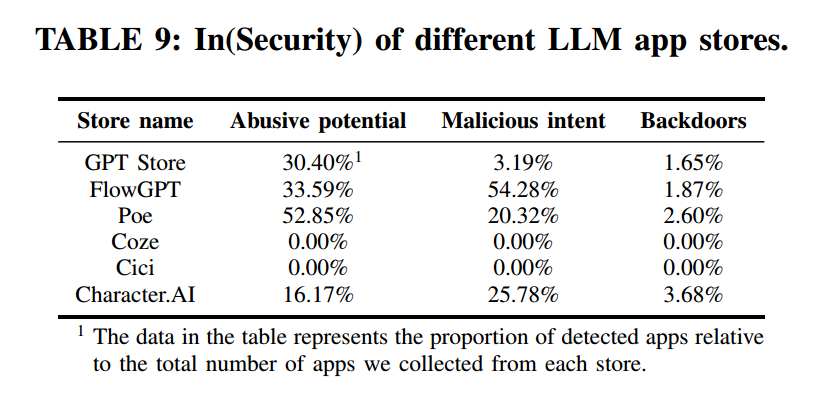 TABLE 9: In(Security) of different LLM app stores.
Store name Abusive potential Malicious intent Backdoors
GPT Store 30.40%¹ 3.19% 1.65%
FlowGPT 33.59% 54.28% 1.87%
Poe 52.85% 20.32% 2.60%
Coze 0.00% 0.00% 0.00%
Cici 0.00% 0.00% 0.00%
Character.AI 16.17% 25.78% 3.68%
¹ The data in the table represents the proportion of detected apps relative
to the total number of apps we collected from each store.